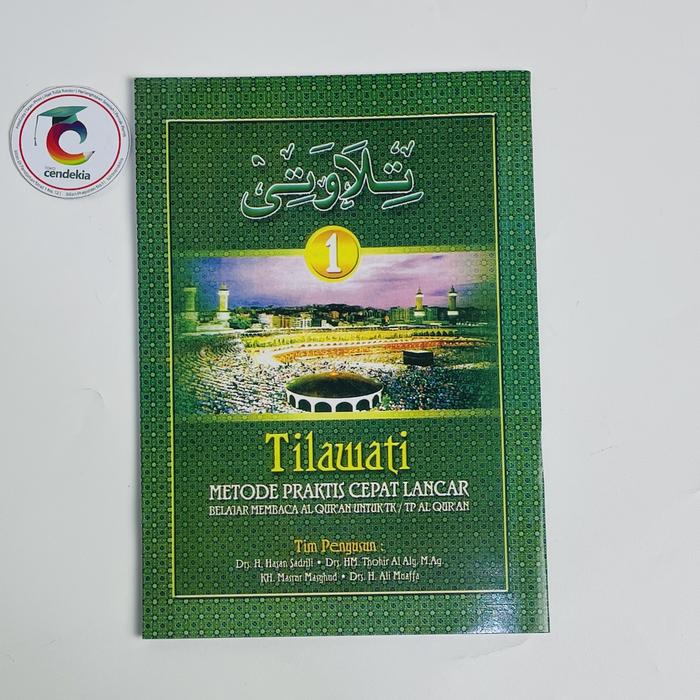 cendekia
تِلَاوَتِىْ
1
Tilawati
METODE PRAKTIS CEPAT LANCAR
BELAJAR MEMBACA AL QUR'AN UNTUK TK / TP AL QUR'AN
Tim Penyusun :
Drs. H. Hasan Sadzili • Drs. HM. Thohir Al Aly, M.Ag.
KH. Masrur Masyhud • Drs. H. Ali Muaffa